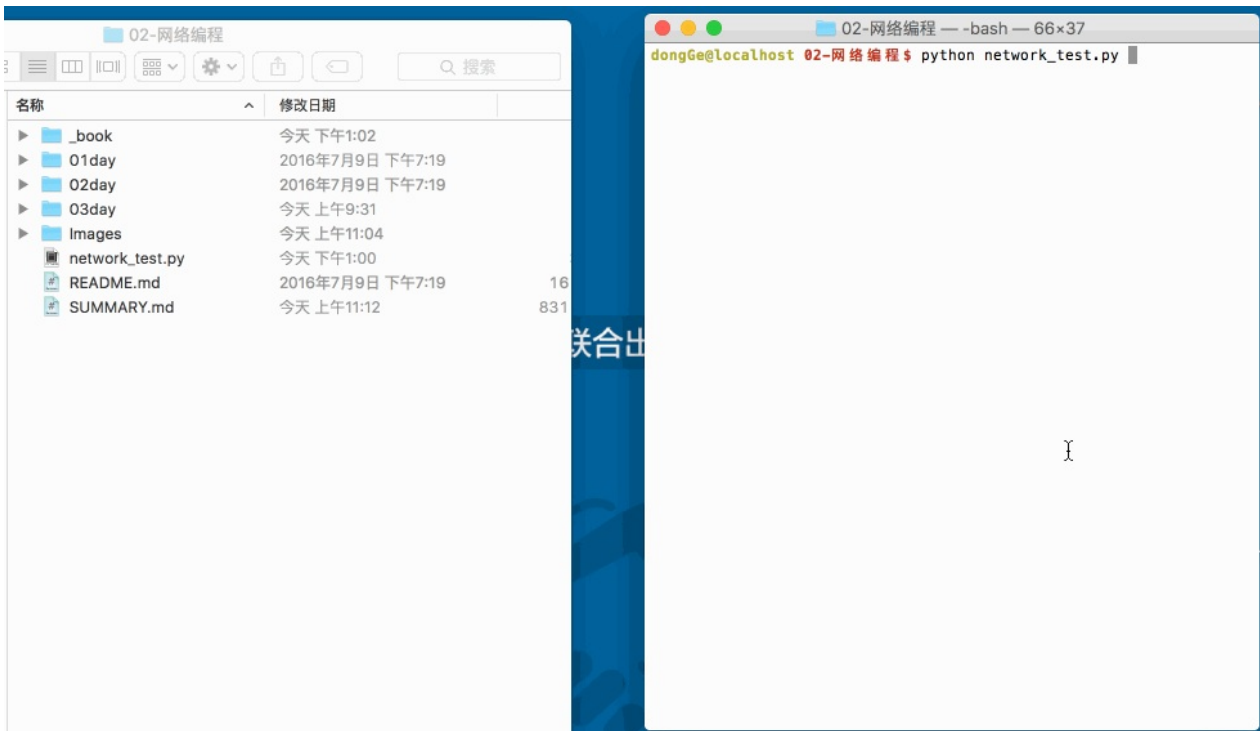 02-网络编程
搜索
名称 修改日期
_book 今天 下午1:02
01day 2016年7月9日 下午7:19
02day 2016年7月9日 下午7:19
03day 今天 上午9:31
Images 今天 上午11:04
network_test.py 今天 下午1:00
README.md 2016年7月9日 下午7:19 16
SUMMARY.md 今天 上午11:12 831
联合出
02-网络编程 — -bash — 66×37
dongGe@localhost 02-网络编程$ python network_test.py